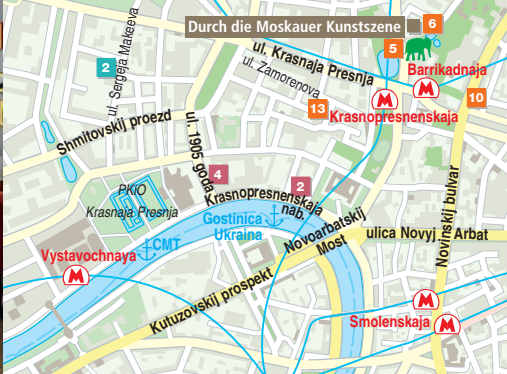 Durch die Moskauer Kunstszene
6
5
ul. Krasnaja Presnja
ul. Sergeja Makeeva
2
ul. Zamorenova
Barrikadnaja
M
10
13
Krasnopresnenskaja
M
Shmitovskij proezd
ul. 1905 goda
4
2
PKiO
Krasnaja Presnja
Krasnopresnenskaja
nab.
Gostinica
Ukraina
Novoarbatskij
Most
ulica Novyj Arbat
Novinskij bulvar
Vystavochnaya
M
CMT
Kutuzovskij prospekt
M
Smolenskaja
M